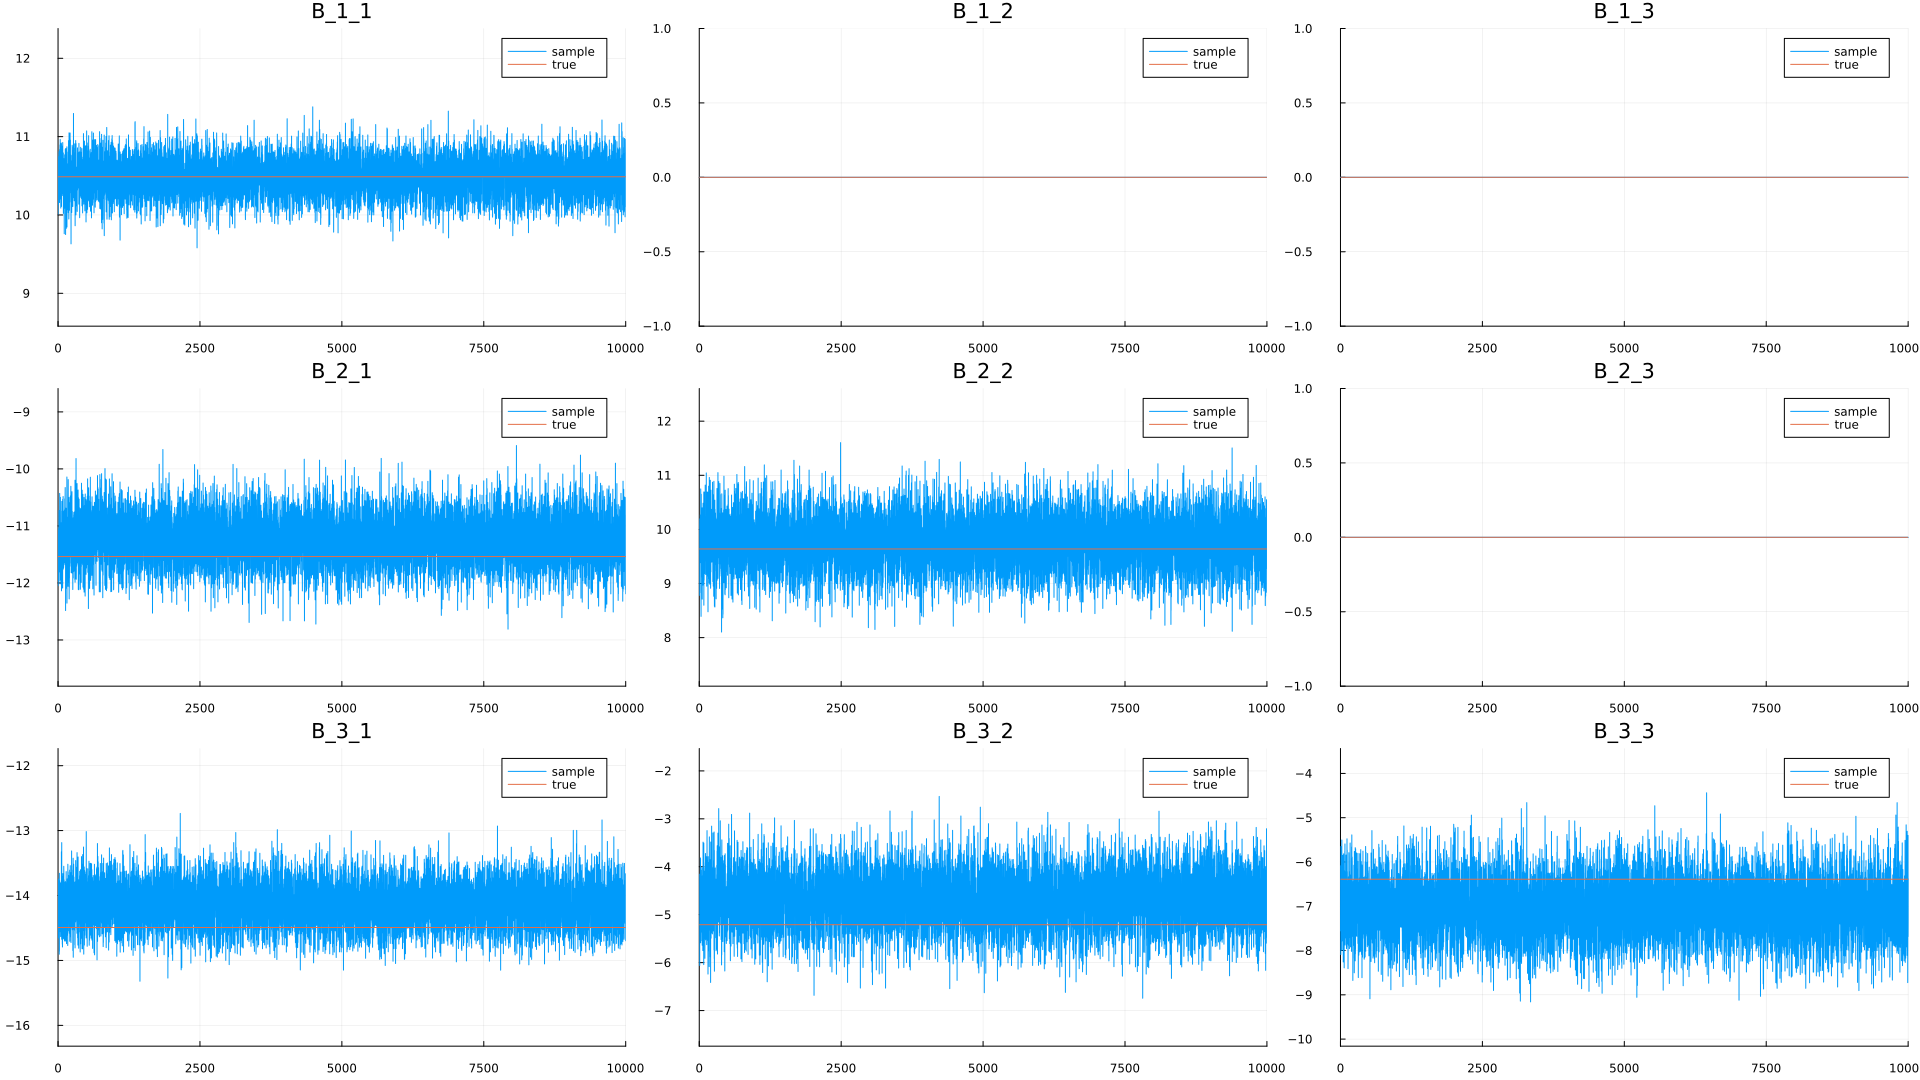 B_1_1 B_1_2 B_1_3
12 1.0 1.0
sample sample sample
true true true
11 0.5 0.5
10 0.0 0.0
9 −0.5 −0.5
−1.0 −1.0
0 2500 5000 7500 10000 0 2500 5000 7500 10000 0 2500 5000 7500 1000
B_2_1 B_2_2 B_2_3
−9 12 1.0
sample sample sample
true true true
−10 11 0.5
−11 10 0.0
−12 9 −0.5
−13 8 −1.0
0 2500 5000 7500 10000 0 2500 5000 7500 10000 0 2500 5000 7500 1000
B_3_1 B_3_2 B_3_3
−12 −2 −4
sample sample sample
true true true
−13 −3 −5
−14 −4 −6
−15 −5 −7
−16 −6 −8
−7 −9
−10
0 2500 5000 7500 10000 0 2500 5000 7500 10000 0 2500 5000 7500 1000